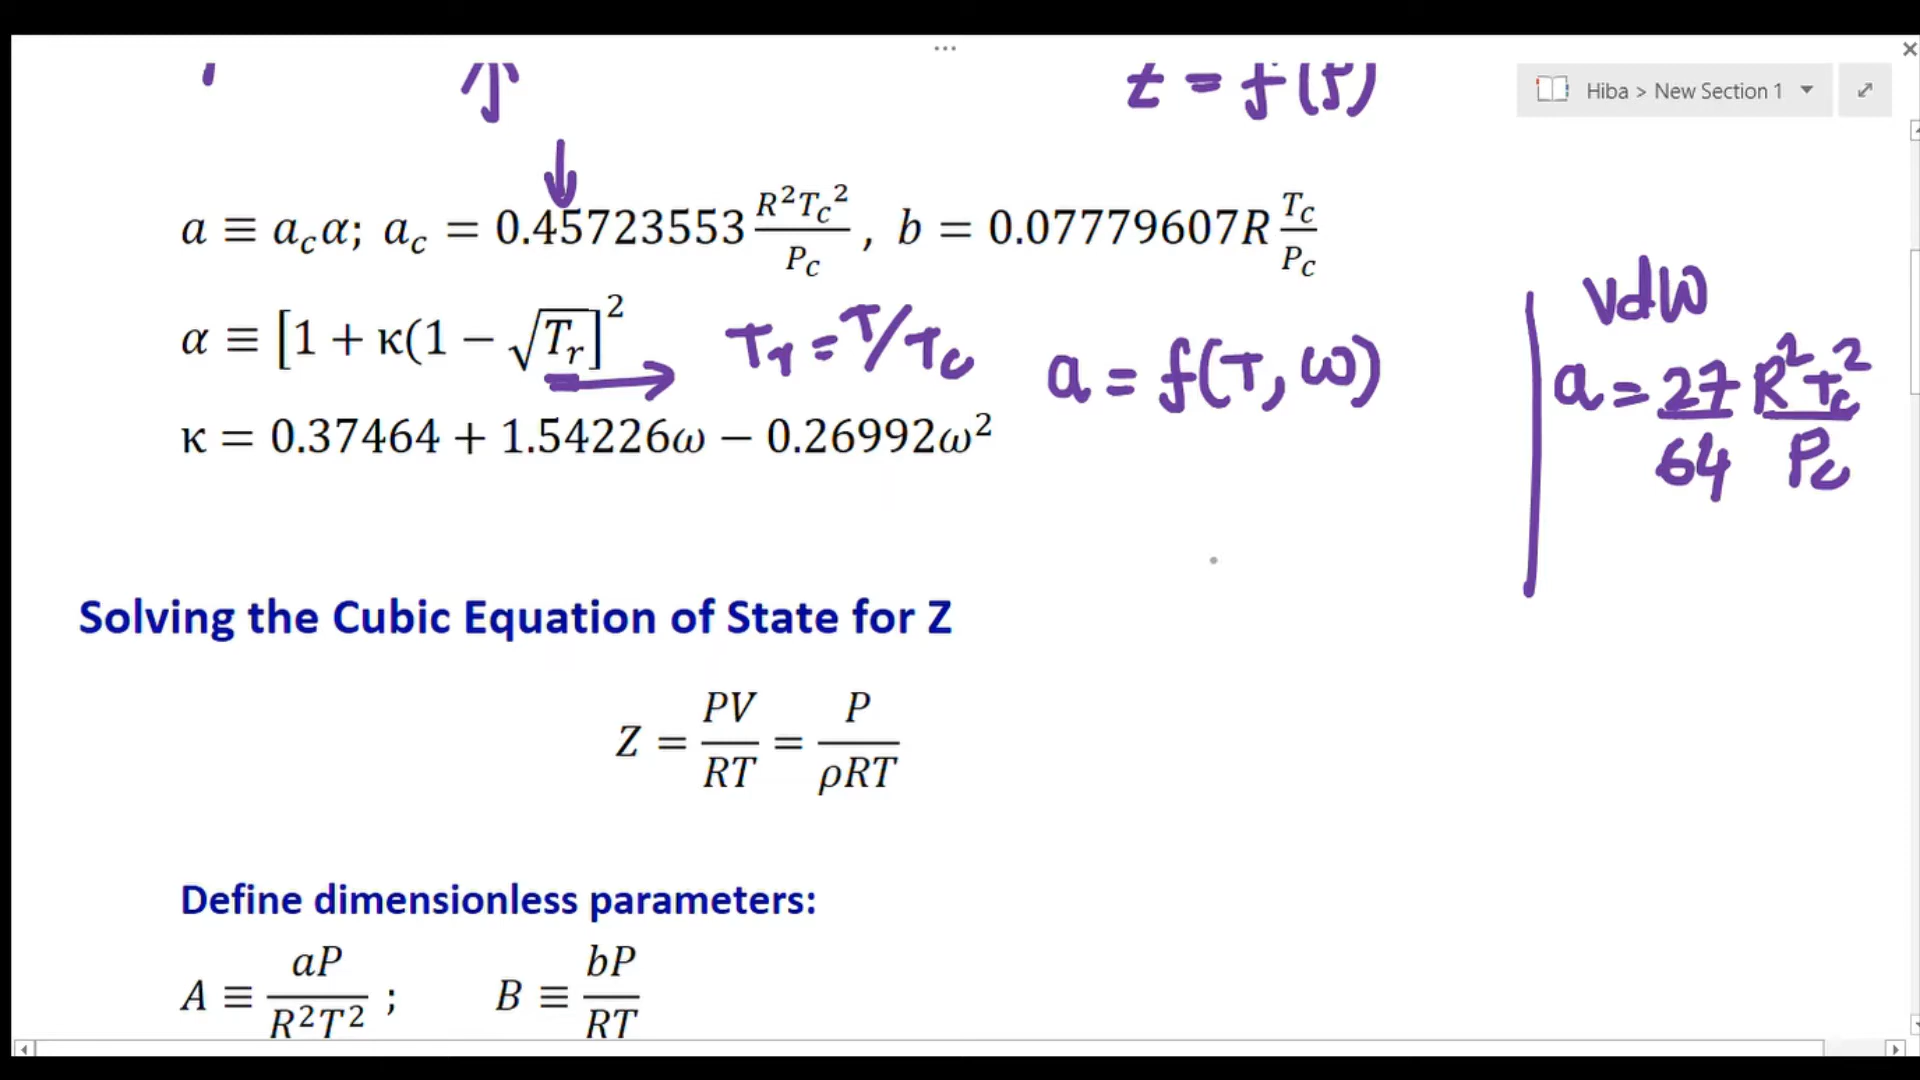 z = f(ρ)
Hiba > New Section 1
a ≡ a_cα; a_c = 0.45723553 R²T_c²/P_c , b = 0.07779607R T_c/P_c
VdW
α ≡ [1 + κ(1 − √T_r]² T_r = T/T_c a = f(T, ω)
a = 27/64 R²T_c²/P_c
κ = 0.37464 + 1.54226ω − 0.26992ω²
Solving the Cubic Equation of State for Z
Z = PV/RT = P/ρRT
Define dimensionless parameters:
A ≡ aP/R²T² ; B ≡ bP/RT